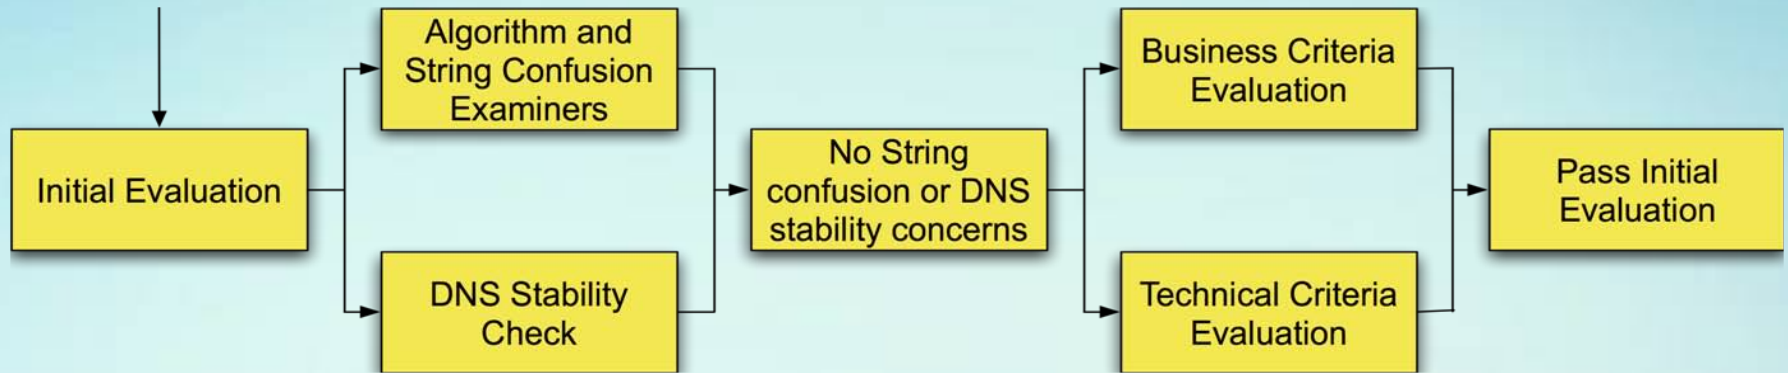 Initial Evaluation
Algorithm and
String Confusion
Examiners
DNS Stability
Check
No String
confusion or DNS
stability concerns
Business Criteria
Evaluation
Technical Criteria
Evaluation
Pass Initial
Evaluation